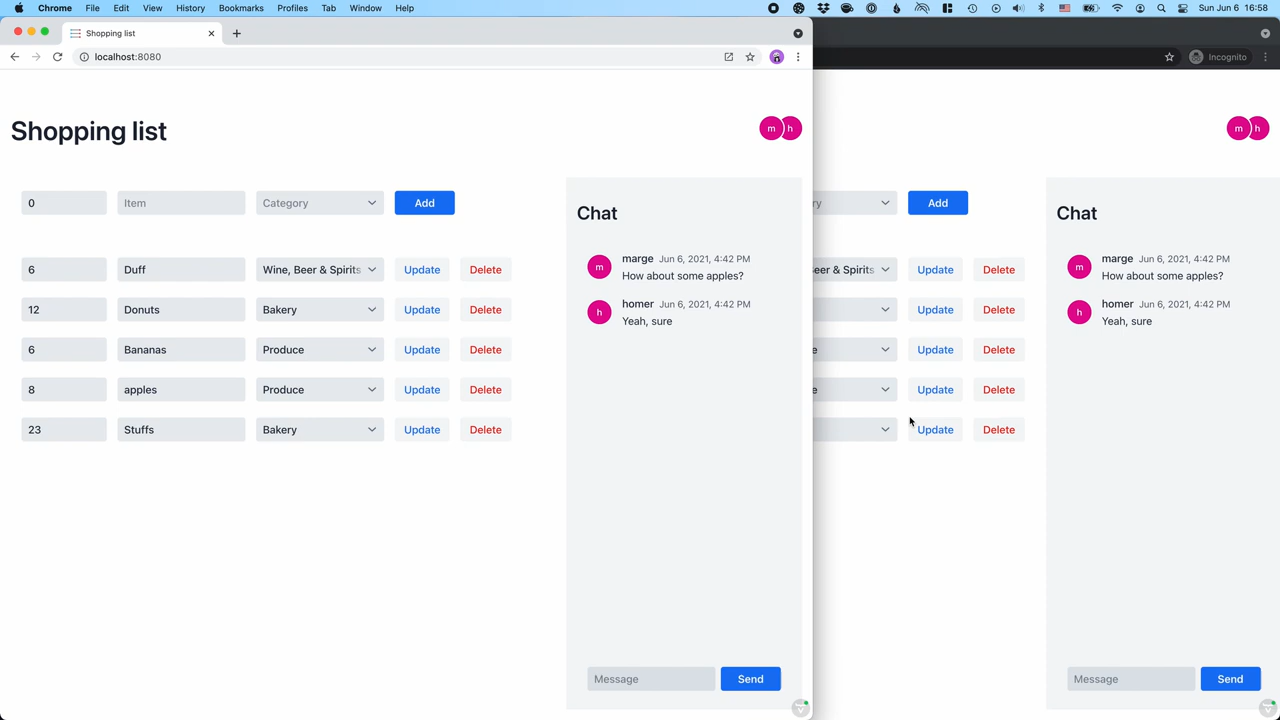 Chrome File Edit View History Bookmarks Profiles Tab Window Help Sun Jun 6 16:58
Shopping list
localhost:8080
Incognito
Shopping list
m h
m h
0 Item Category Add
ry Add
6 Duff Wine, Beer & Spirits Update Delete
eer & Spirits Update Delete
12 Donuts Bakery Update Delete
Update Delete
6 Bananas Produce Update Delete
e Update Delete
8 apples Produce Update Delete
e Update Delete
23 Stuffs Bakery Update Delete
Update Delete
Chat
m marge Jun 6, 2021, 4:42 PM
How about some apples?
h homer Jun 6, 2021, 4:42 PM
Yeah, sure
Message Send
Chat
m marge Jun 6, 2021, 4:42 PM
How about some apples?
h homer Jun 6, 2021, 4:42 PM
Yeah, sure
Message Send